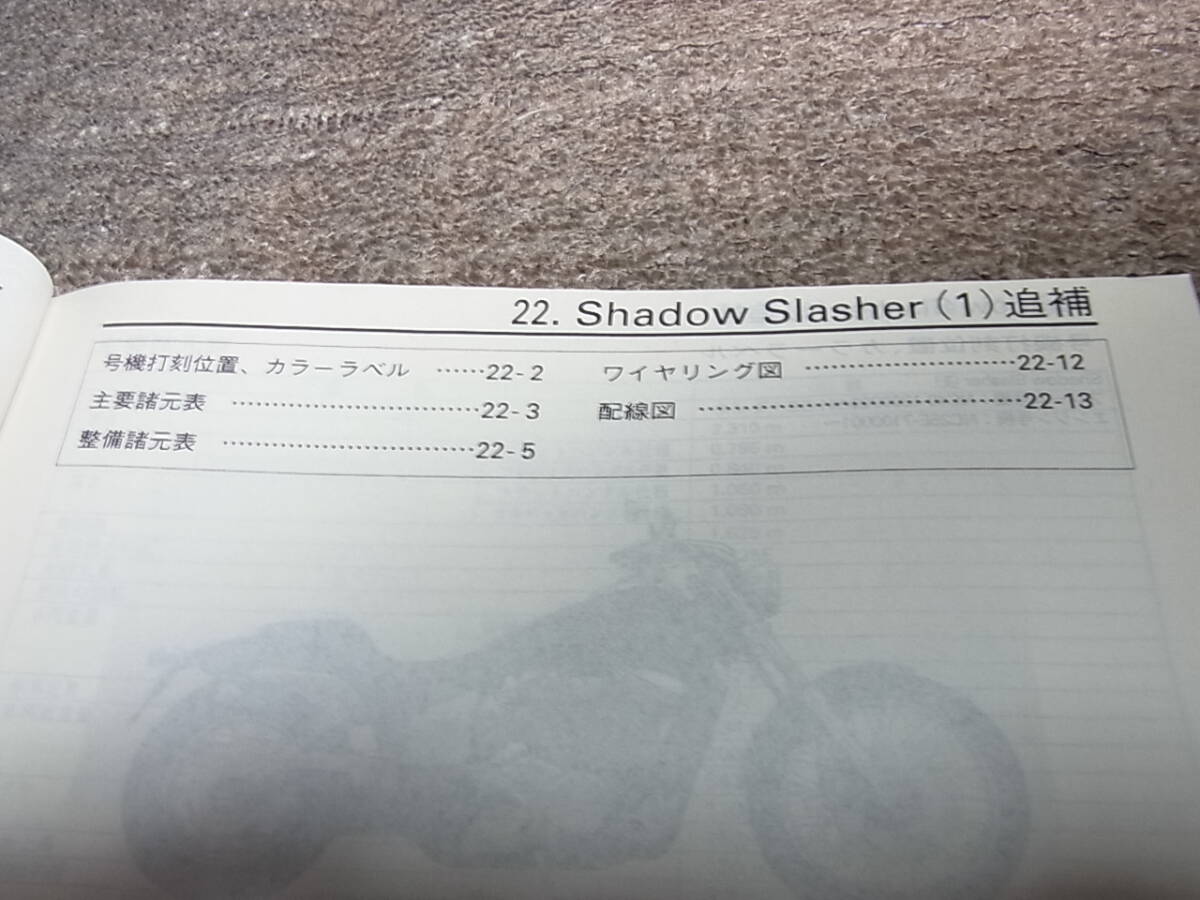 22. Shadow Slasher (1) 追補
号機打刻位置、カラーラベル ……22-2
主要諸元表 …………………………22-3
整備諸元表 …………………………22-5
ワイヤリング図 ……………………22-12
配線図 ………………………………22-13